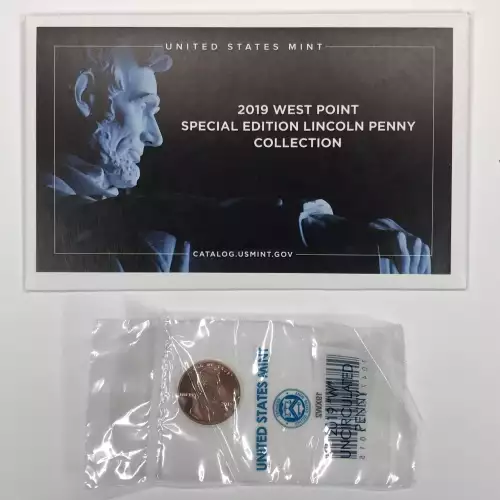 UNITED STATES MINT
2019 WEST POINT
SPECIAL EDITION LINCOLN PENNY
COLLECTION
CATALOG.USMINT.GOV
UNITED STATES MINT
UNCIRCULATED
PENNY